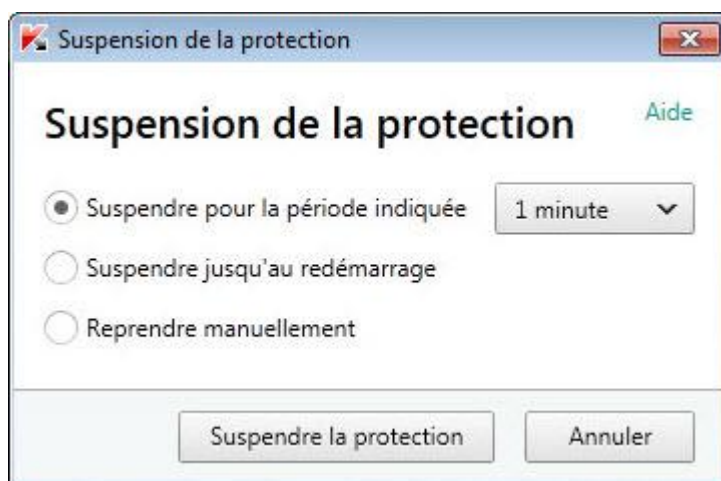 Suspension de la protection
Suspension de la protection
Aide
Suspendre pour la période indiquée
1 minute
Suspendre jusqu'au redémarrage
Reprendre manuellement
Suspendre la protection
Annuler